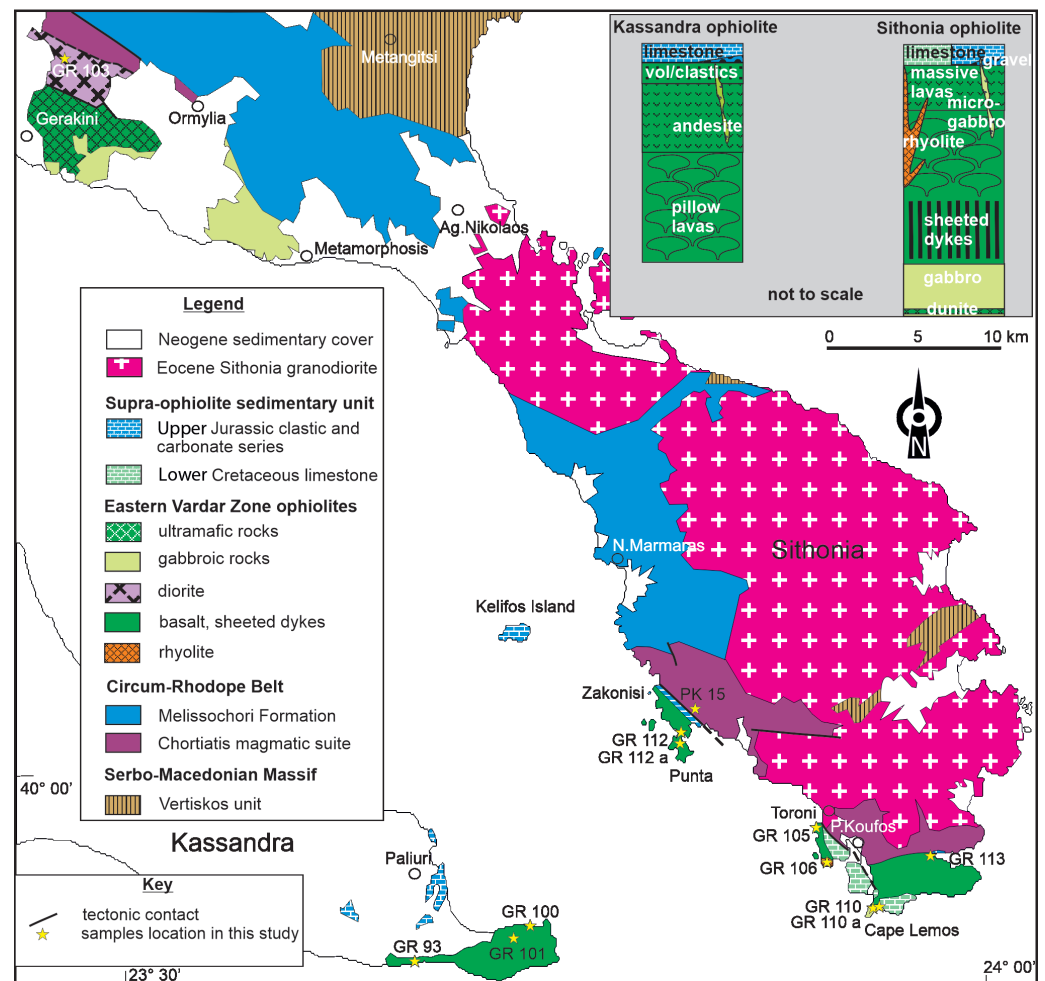 Kassandra ophiolite
limestone
vol/clastics
andesite
pillow
lavas
Sithonia ophiolite
limestone
gravel
massive
lavas
micro-
gabbro
rhyolite
sheeted
dykes
gabbro
dunite
not to scale
0 5 10 km
N
Metangitsi
GR 103
Gerakini
Ormylia
Ag.Nikolaos
Metamorphosis
Legend
Neogene sedimentary cover
Eocene Sithonia granodiorite
Supra-ophiolite sedimentary unit
Upper Jurassic clastic and
carbonate series
Lower Cretaceous limestone
Eastern Vardar Zone ophiolites
ultramafic rocks
gabbroic rocks
diorite
basalt, sheeted dykes
rhyolite
Circum-Rhodope Belt
Melissochori Formation
Chortiatis magmatic suite
Serbo-Macedonian Massif
Vertiskos unit
N.Marmaras
Sithonia
Kelifos Island
Zakonisi
PK 15
GR 112
GR 112 a
Punta
Toroni
P.Koufos
GR 105
GR 106
GR 113
GR 110
GR 110 a
Cape Lemos
40° 00'
Kassandra
Paliuri
Key
tectonic contact
samples location in this study
GR 100
GR 101
GR 93
23° 30'
24° 00'